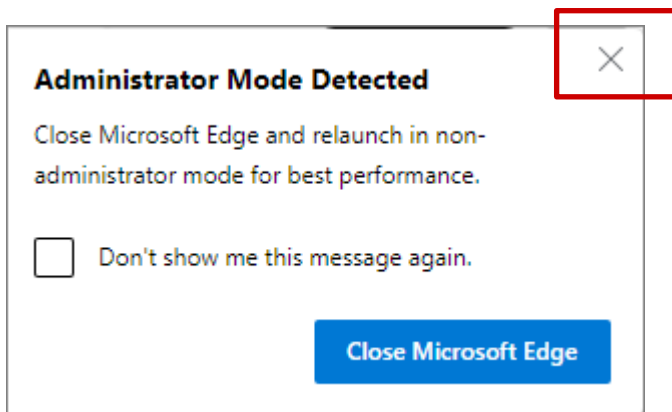 Administrator Mode Detected
Close Microsoft Edge and relaunch in non-
administrator mode for best performance.
Don't show me this message again.
Close Microsoft Edge